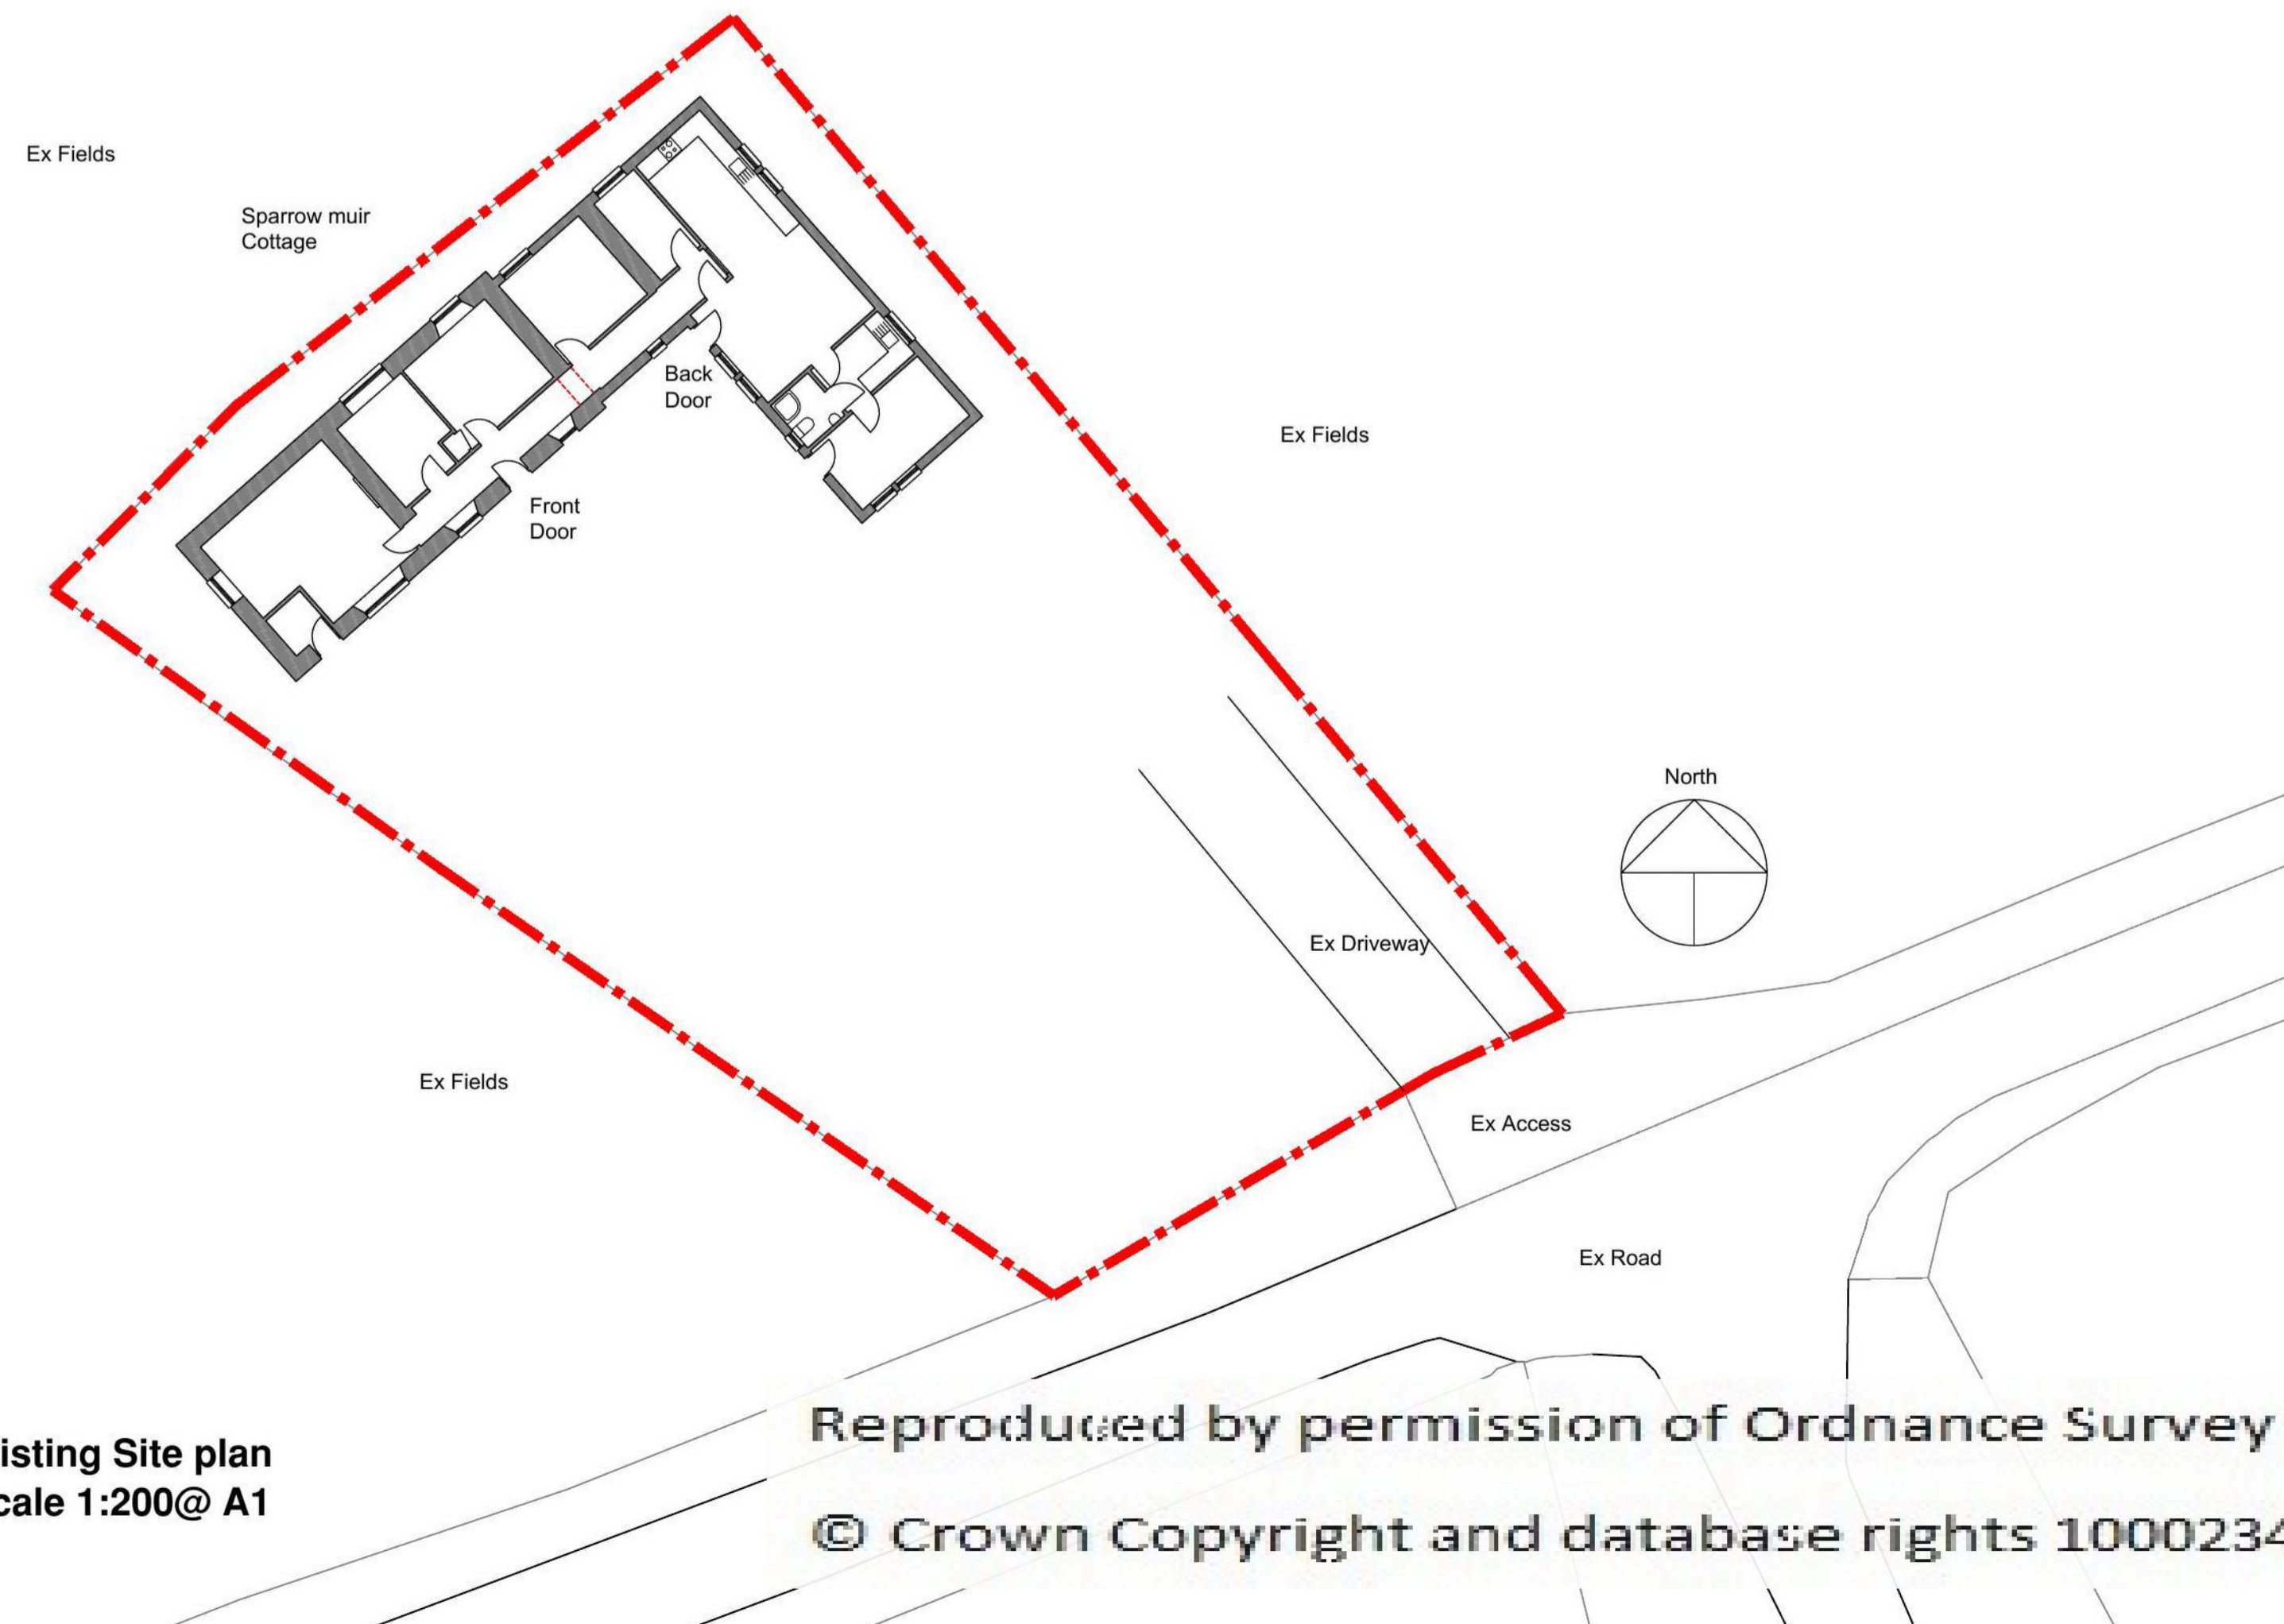 Ex Fields
Sparrow muir
Cottage
Back
Door
Ex Fields
Front
Door
North
Ex Driveway
Ex Fields
Ex Access
Ex Road
Reproduced by permission of Ordnance Survey
isting Site plan
cale 1:200@ A1
© Crown Copyright and database rights 1000234